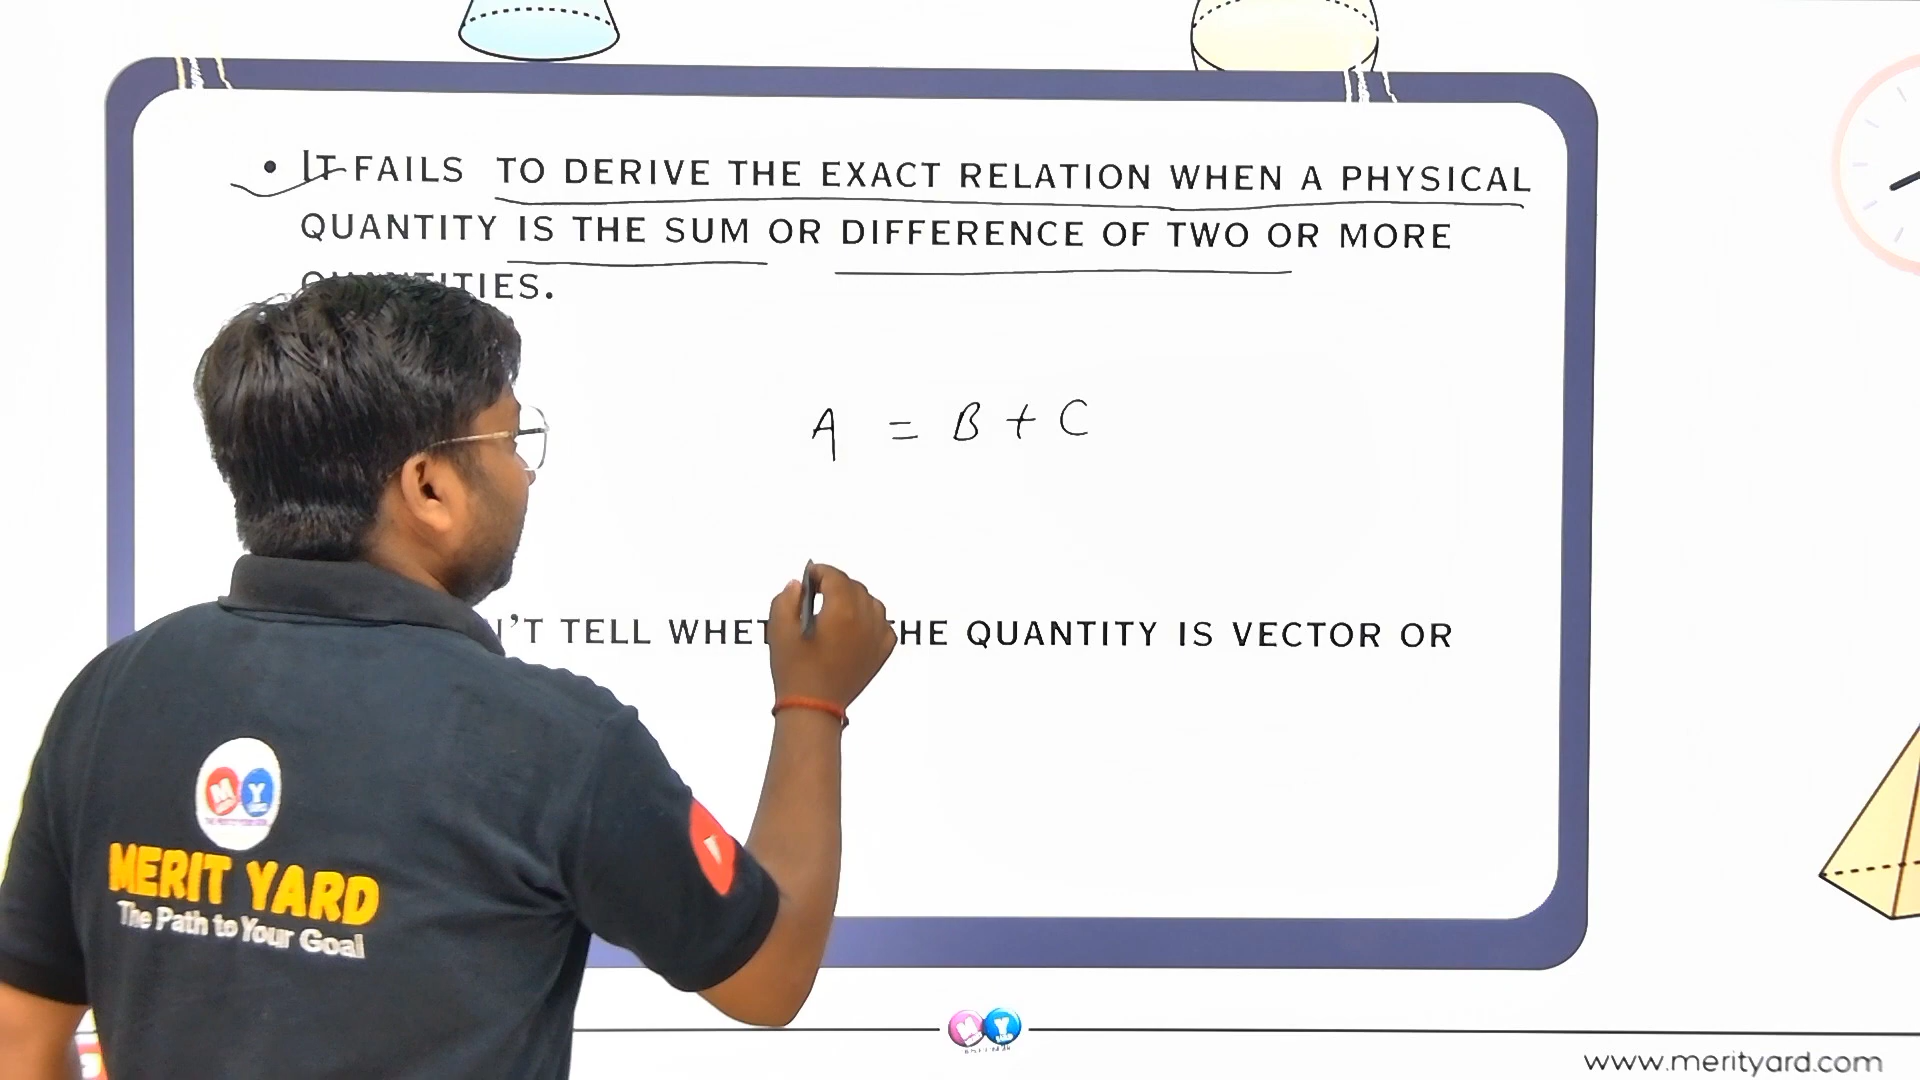 • IT FAILS TO DERIVE THE EXACT RELATION WHEN A PHYSICAL
QUANTITY IS THE SUM OR DIFFERENCE OF TWO OR MORE
QUANTITIES.
A = B + C
N'T TELL WHET HE QUANTITY IS VECTOR OR
M Y
MERIT YARD
The Path to Your Goal
M Y
www.merityard.com